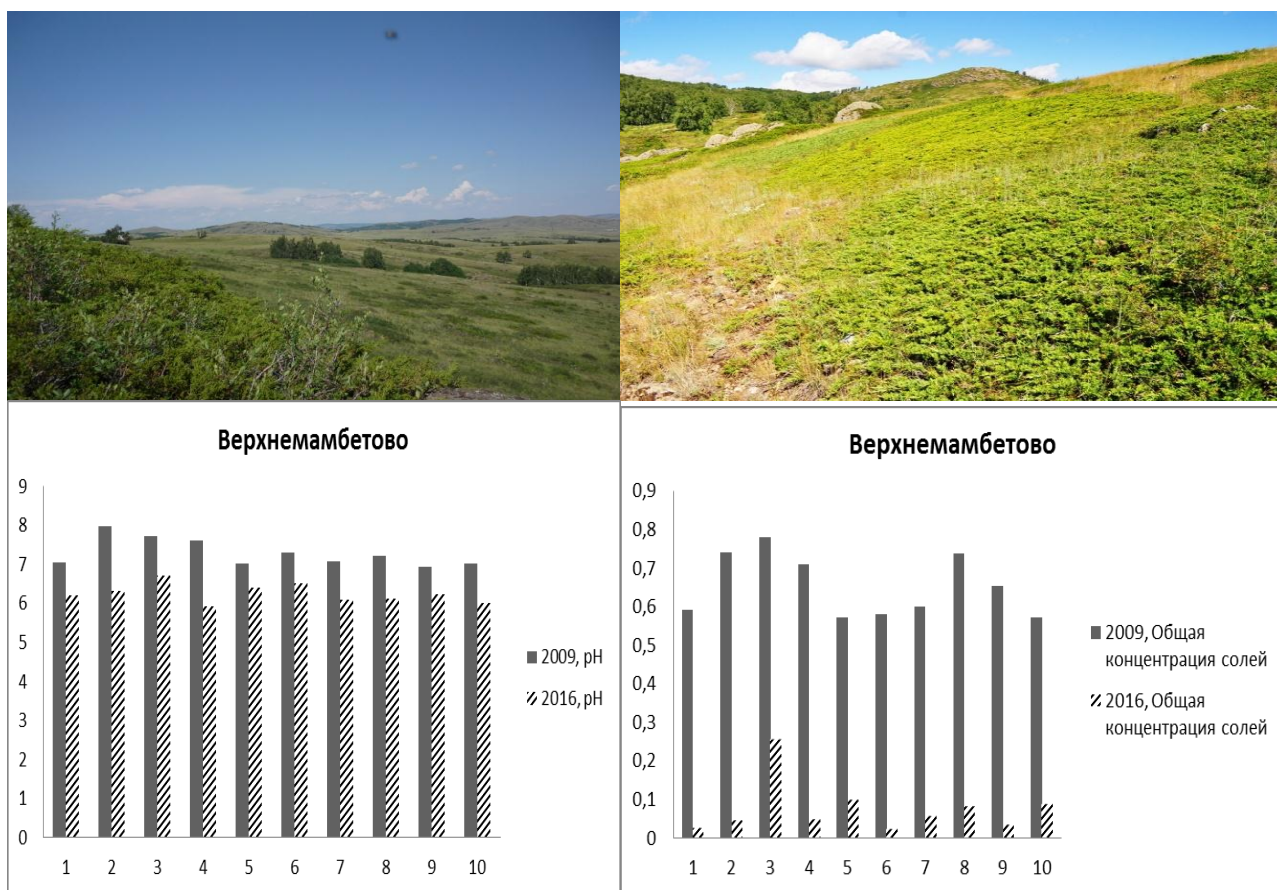 Верхнемамбетово
9
8
7
6
5
4
3
2
1
0
1 2 3 4 5 6 7 8 9 10
2009, pH
2016, pH
Верхнемамбетово
0,9
0,8
0,7
0,6
0,5
0,4
0,3
0,2
0,1
0
1 2 3 4 5 6 7 8 9 10
2009, Общая
концентрация солей
2016, Общая
концентрация солей